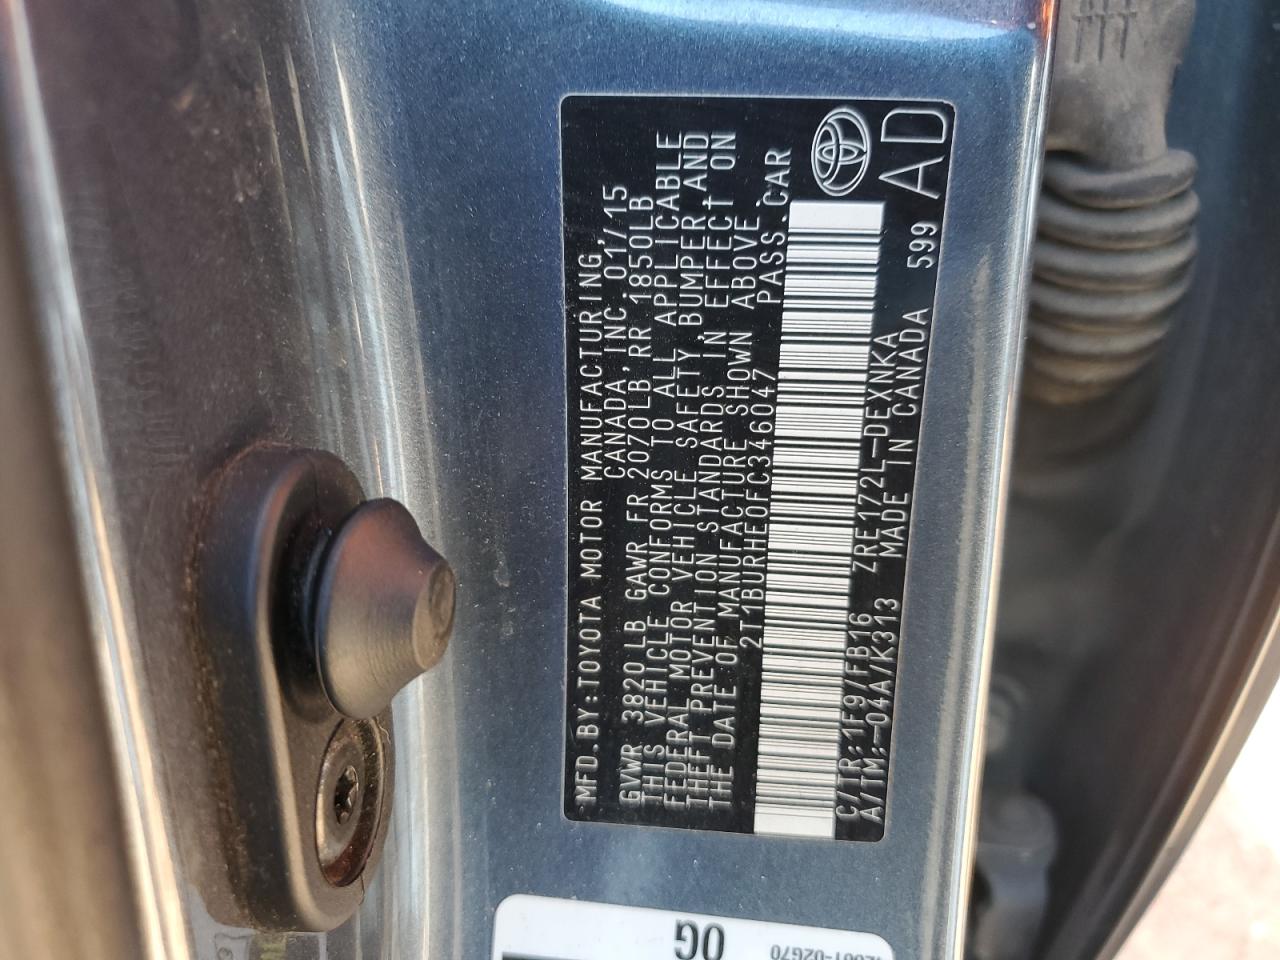 MFD.BY:TOYOTA MOTOR MANUFACTURING,
CANADA,INC. 01/15
GVWR 3820 LB GAWR FR 2070LB,RR 1850LB
THIS VEHICLE CONFORMS TO ALL APPLICABLE
FEDERAL MOTOR VEHICLE SAFETY,BUMPER,AND
THEFT PREVENTION STANDARDS IN EFFECT ON
THE DATE OF MANUFACTURE SHOWN ABOVE.
2T1BURHE0FC346047 PASS.CAR
C/TR:1F9/FB16 ZRE172L-DEXNKA
A/TM:-04A/K313 MADE IN CANADA 599 AD
0G